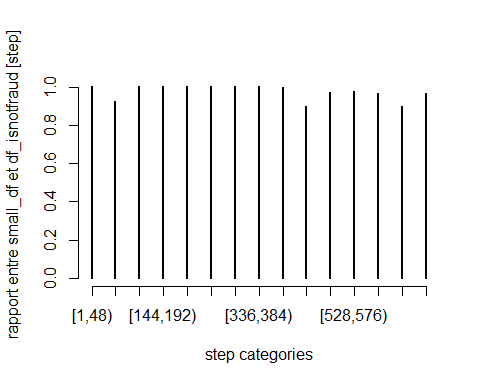 rapport entre small_df et df_isnotfraud [step]
1.0
0.8
0.6
0.4
0.2
0.0
[1,48) [144,192) [336,384) [528,576)
step categories